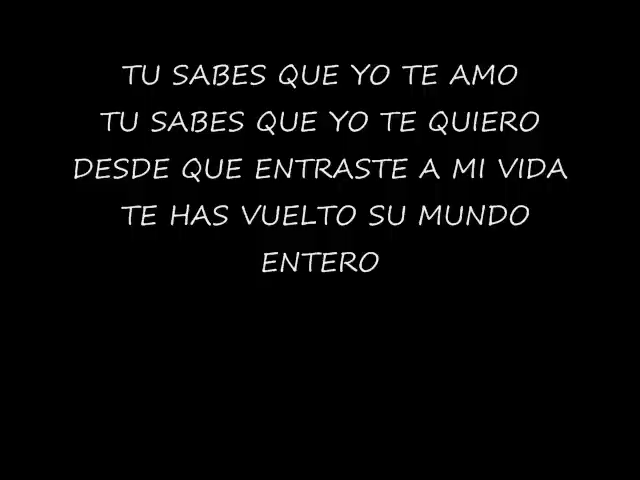 TU SABES QUE YO TE AMO
TU SABES QUE YO TE QUIERO
DESDE QUE ENTRASTE A MI VIDA
TE HAS VUELTO SU MUNDO
ENTERO